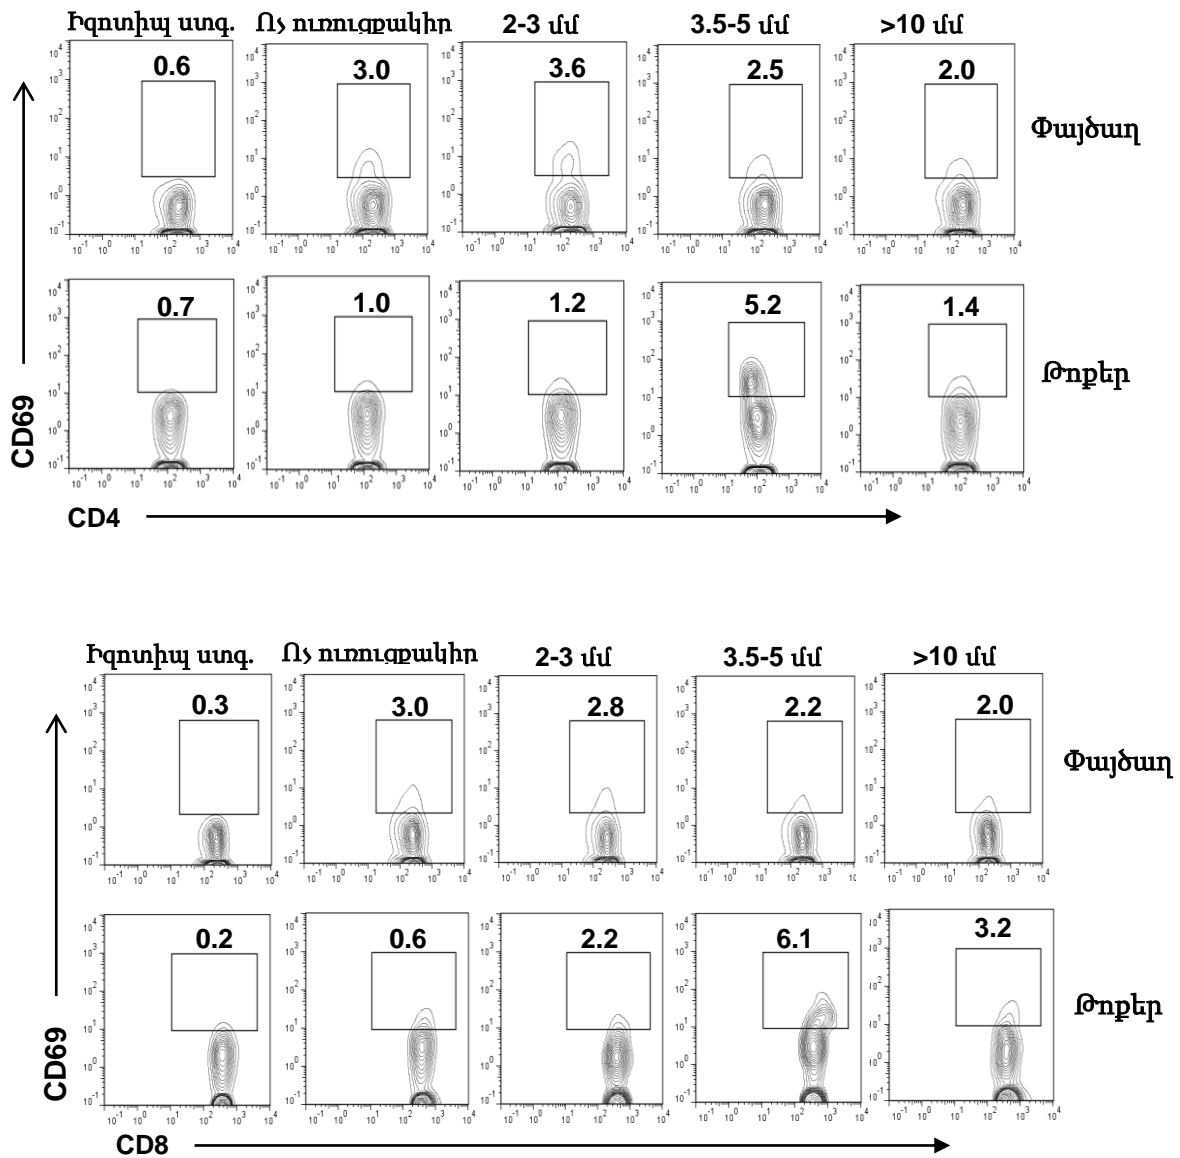 Իզոտիպ ստգ. Ոչ ուռուցքակիր 2-3 մմ 3.5-5 մմ >10 մմ
0.6 3.0 3.6 2.5 2.0
Փայծաղ
0.7 1.0 1.2 5.2 1.4
Թոքեր
CD69
CD4
Իզոտիպ ստգ. Ոչ ուռուցքակիր 2-3 մմ 3.5-5 մմ >10 մմ
0.3 3.0 2.8 2.2 2.0
Փայծաղ
0.2 0.6 2.2 6.1 3.2
Թոքեր
CD69
CD8